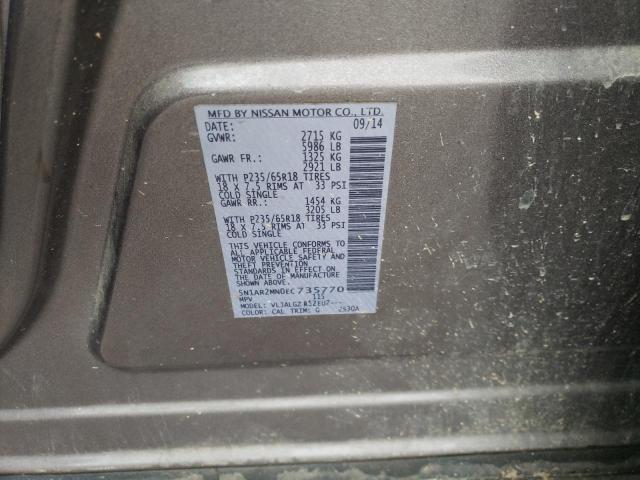 MFD BY NISSAN MOTOR CO., LTD.
DATE: 09/14
GVWR: 2715 KG
5986 LB
GAWR FR: 1325 KG
2921 LB
WITH P235/65R18 TIRES
18 X 7.5 RIMS AT 33 PSI
COLD SINGLE
GAWR RR.: 1454 KG
3205 LB
WITH P235/65R18 TIRES
18 X 7.5 RIMS AT 33 PSI
COLD SINGLE
THIS VEHICLE CONFORMS TO
ALL APPLICABLE FEDERAL
MOTOR VEHICLE SAFETY AND
THEFT PREVENTION
STANDARDS IN EFFECT ON
THE DATE OF MANUFACTURE
SHOWN ABOVE.
5N1AR2MN0EC735770
MPV 115
MODEL:
COLOR: CAL TRIM: G